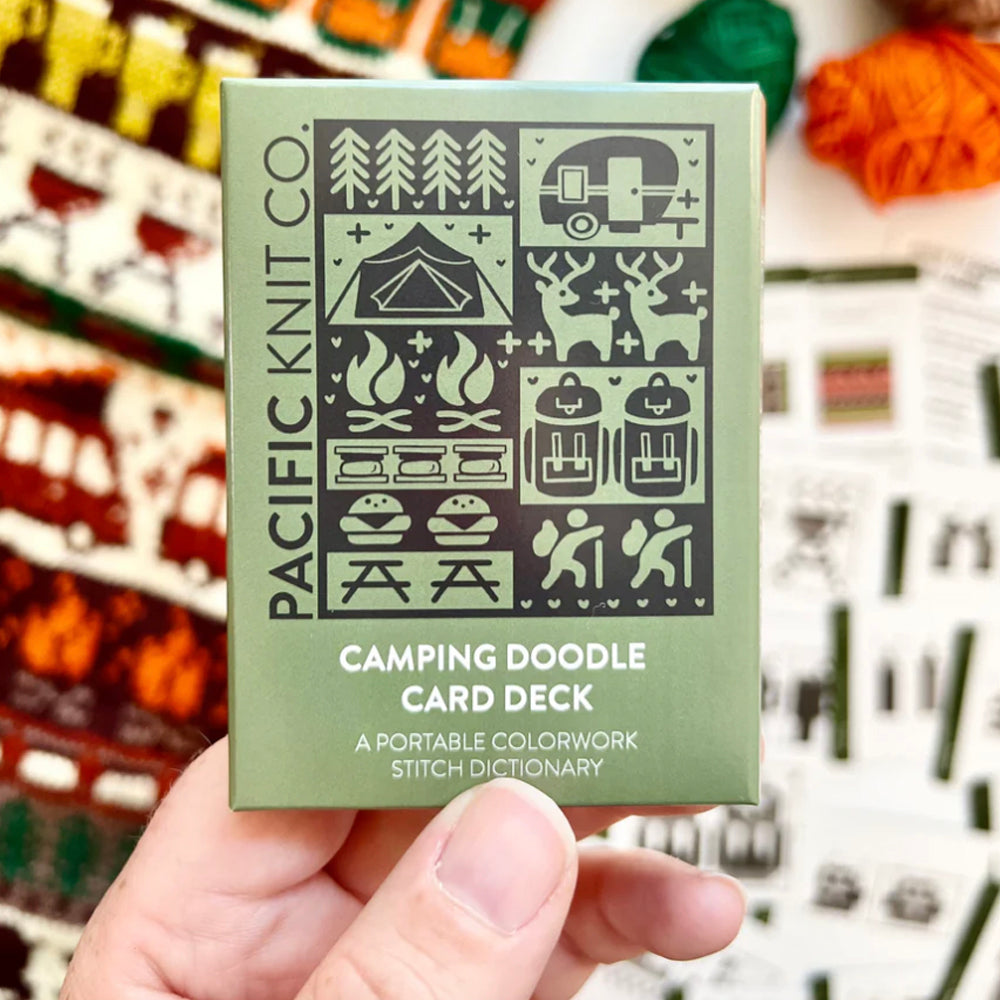 PACIFIC KNIT CO.
CAMPING DOODLE
CARD DECK
A PORTABLE COLORWORK
STITCH DICTIONARY